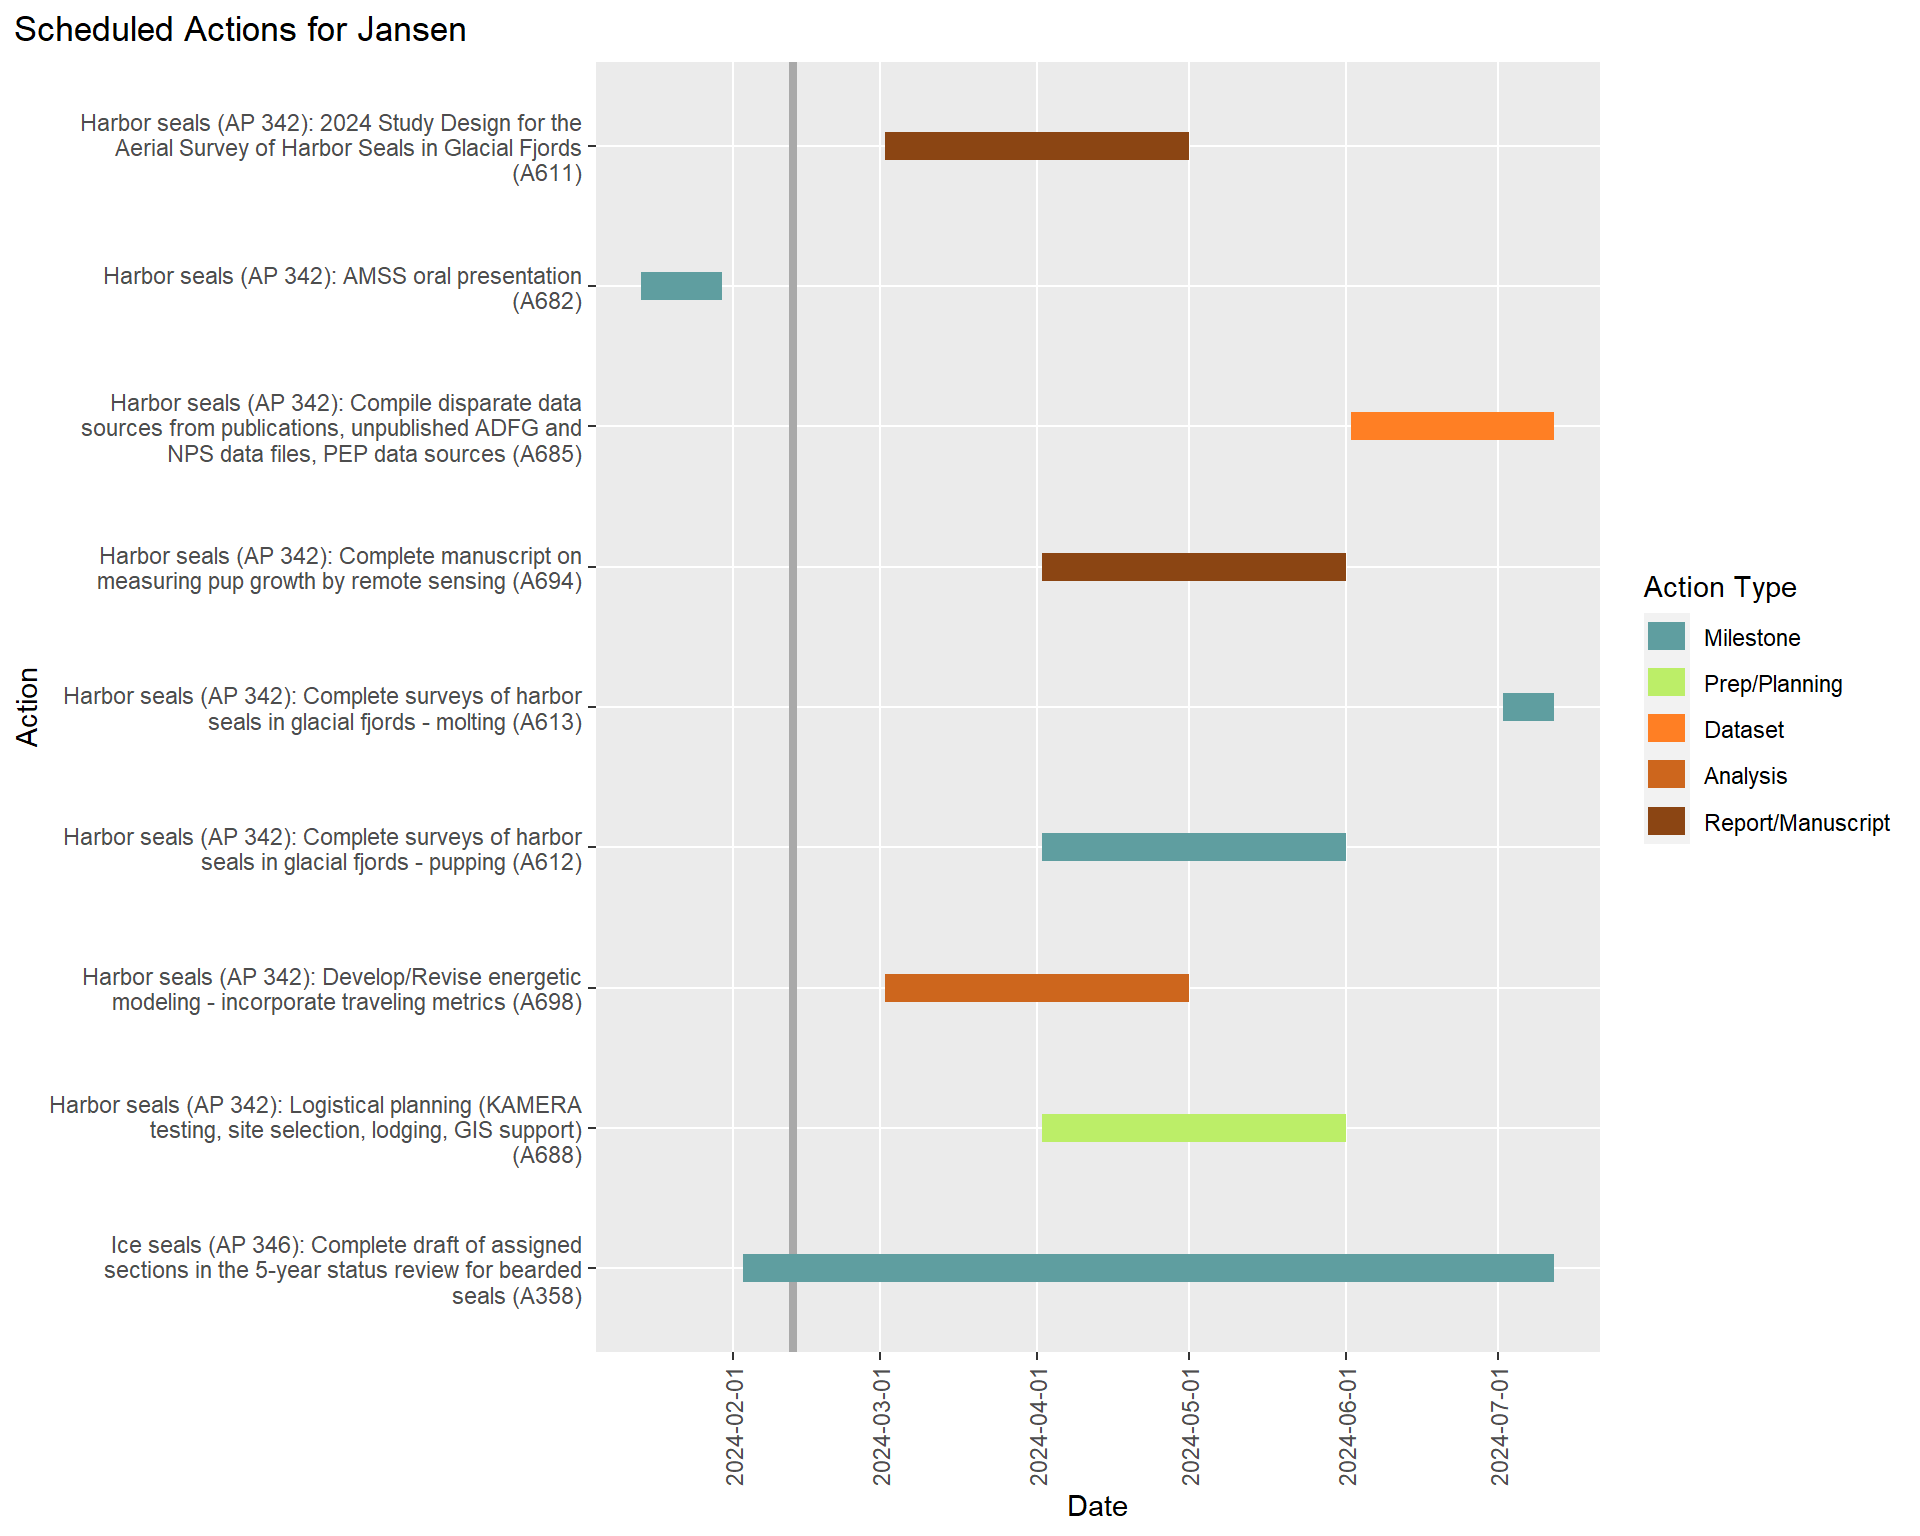 Scheduled Actions for Jansen
Harbor seals (AP 342): 2024 Study Design for the
Aerial Survey of Harbor Seals in Glacial Fjords
(A611)
Harbor seals (AP 342): AMSS oral presentation
(A682)
Harbor seals (AP 342): Compile disparate data
sources from publications, unpublished ADFG and
NPS data files, PEP data sources (A685)
Harbor seals (AP 342): Complete manuscript on
measuring pup growth by remote sensing (A694)
Harbor seals (AP 342): Complete surveys of harbor
seals in glacial fjords - molting (A613)
Harbor seals (AP 342): Complete surveys of harbor
seals in glacial fjords - pupping (A612)
Harbor seals (AP 342): Develop/Revise energetic
modeling - incorporate traveling metrics (A698)
Harbor seals (AP 342): Logistical planning (KAMERA
testing, site selection, lodging, GIS support)
(A688)
Ice seals (AP 346): Complete draft of assigned
sections in the 5-year status review for bearded
seals (A358)
Action
2024-02-01
2024-03-01
2024-04-01
2024-05-01
2024-06-01
2024-07-01
Date
Action Type
Milestone
Prep/Planning
Dataset
Analysis
Report/Manuscript